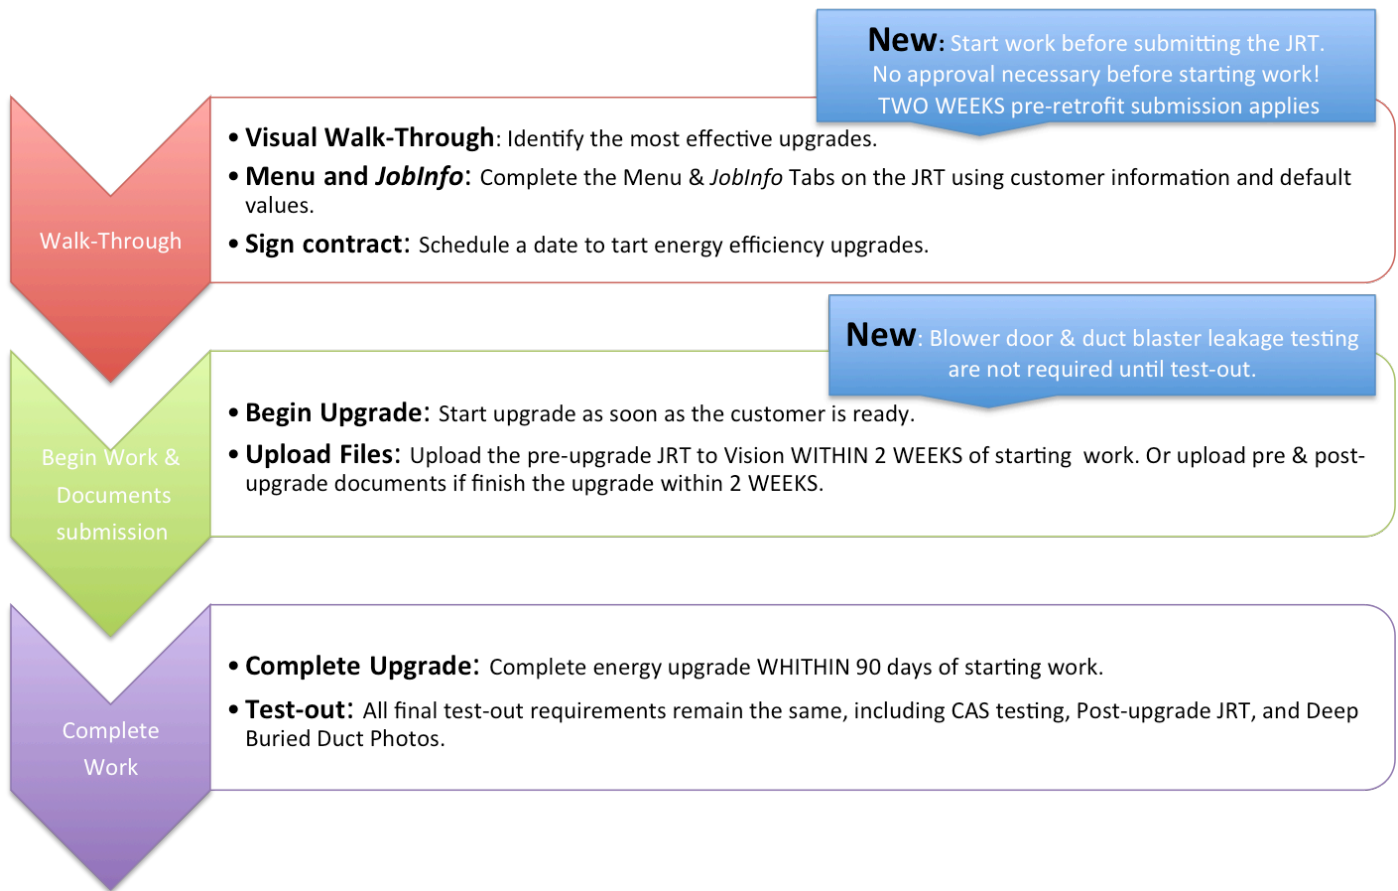 New: Start work before submitting the JRT.
No approval necessary before starting work!
TWO WEEKS pre-retrofit submission applies
Walk-Through
• Visual Walk-Through: Identify the most effective upgrades.
• Menu and JobInfo: Complete the Menu & JobInfo Tabs on the JRT using customer information and default
values.
• Sign contract: Schedule a date to tart energy efficiency upgrades.
New: Blower door & duct blaster leakage testing
are not required until test-out.
Begin Work &
Documents
submission
• Begin Upgrade: Start upgrade as soon as the customer is ready.
• Upload Files: Upload the pre-upgrade JRT to Vision WITHIN 2 WEEKS of starting  work. Or upload pre & post-
upgrade documents if finish the upgrade within 2 WEEKS.
Complete
Work
• Complete Upgrade: Complete energy upgrade WHITHIN 90 days of starting work.
• Test-out: All final test-out requirements remain the same, including CAS testing, Post-upgrade JRT, and Deep
Buried Duct Photos.